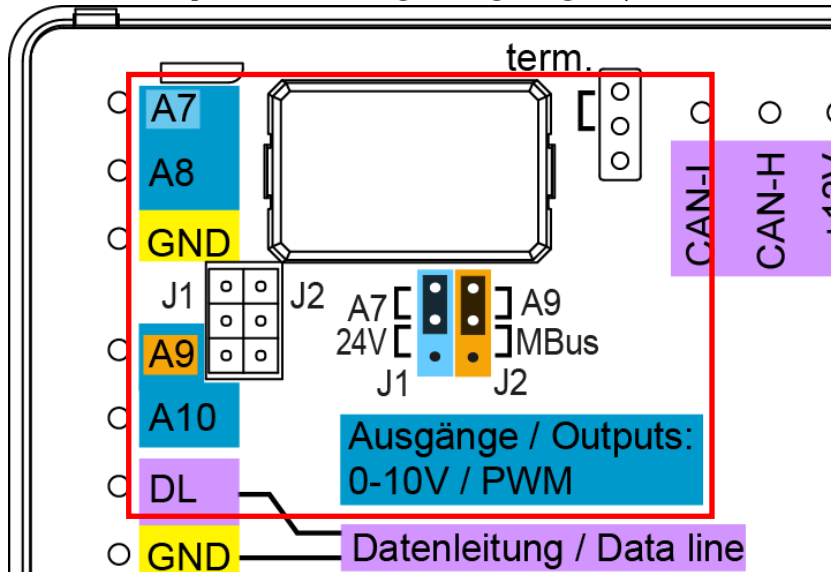 term.
A7
A8
GND
J1
J2
A7
A9
24V
MBus
J1
J2
A9
A10
Ausgänge / Outputs:
0-10V / PWM
DL
Datenleitung / Data line
GND
CAN-L
CAN-H